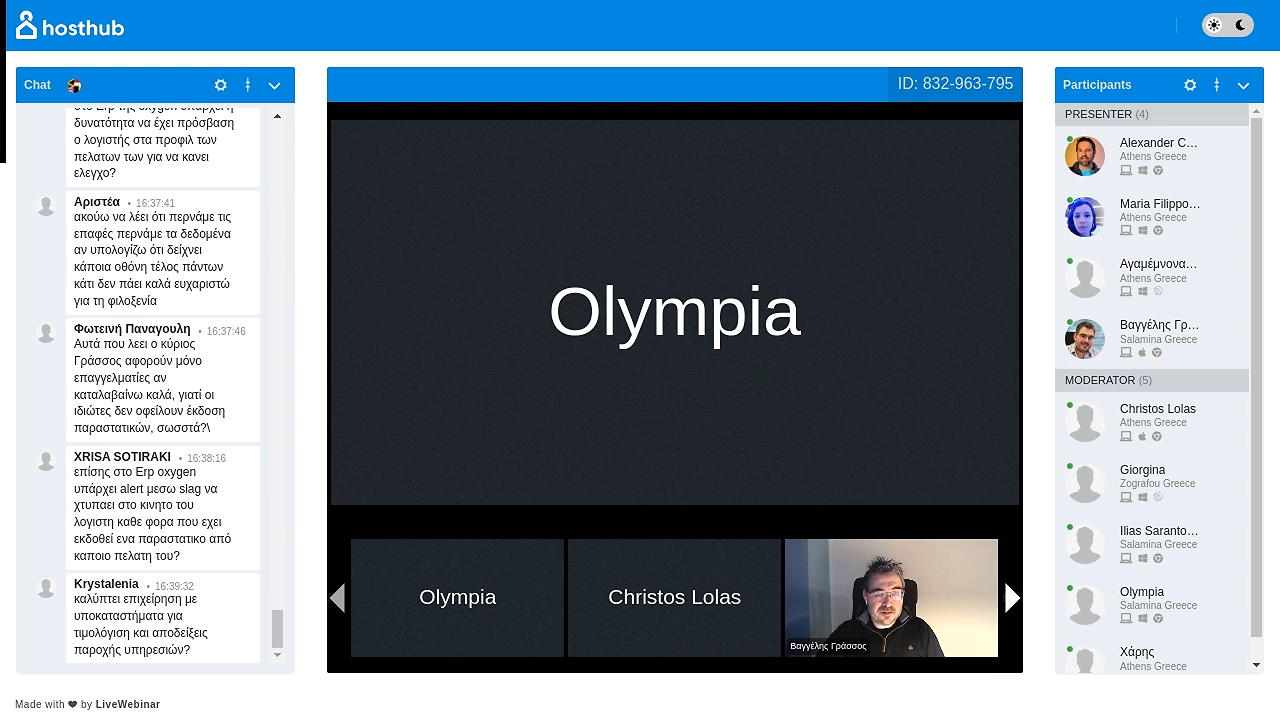 hosthub
Chat
στο Erp της oxygen υπάρχει η
δυνατότητα να έχει πρόσβαση
ο λογιστής στα προφιλ των
πελατων των για να κανει
ελεγχο?
Αριστέα • 16:37:41
ακούω να λέει ότι περνάμε τις
επαφές περνάμε τα δεδομένα
αν υπολογίζω ότι δείχνει
κάποια οθόνη τέλος πάντων
κάτι δεν πάει καλά ευχαριστώ
για τη φιλοξενία
Φωτεινή Παναγουλη • 16:37:46
Αυτά που λεει ο κύριος
Γράσσος αφορούν μόνο
επαγγελματίες αν
καταλαβαίνω καλά, γιατί οι
ιδιώτες δεν οφείλουν έκδοση
παραστατικών, σωσστά?\
XRISA SOTIRAKI • 16:38:16
επίσης στο Erp oxygen
υπάρχει alert μεσω slag να
χτυπαει στο κινητο του
λογιστη καθε φορα που εχει
εκδοθεί ενα παραστατικο από
καποιο πελατη του?
Krystalenia • 16:39:32
καλύπτει επιχείρηση με
υποκαταστήματα για
τιμολόγιση και αποδείξεις
παροχής υπηρεσιών?
ID: 832-963-795
Olympia
Olympia
Christos Lolas
Βαγγέλης Γράσσος
Participants
PRESENTER (4)
Alexander C...
Athens Greece
Maria Filippo...
Athens Greece
Αγαμέμνονα...
Athens Greece
Βαγγέλης Γρ...
Salamina Greece
MODERATOR (5)
Christos Lolas
Athens Greece
Giorgina
Zografou Greece
Ilias Saranto...
Salamina Greece
Olympia
Salamina Greece
Χάρης
Athens Greece
Made with ❤ by LiveWebinar